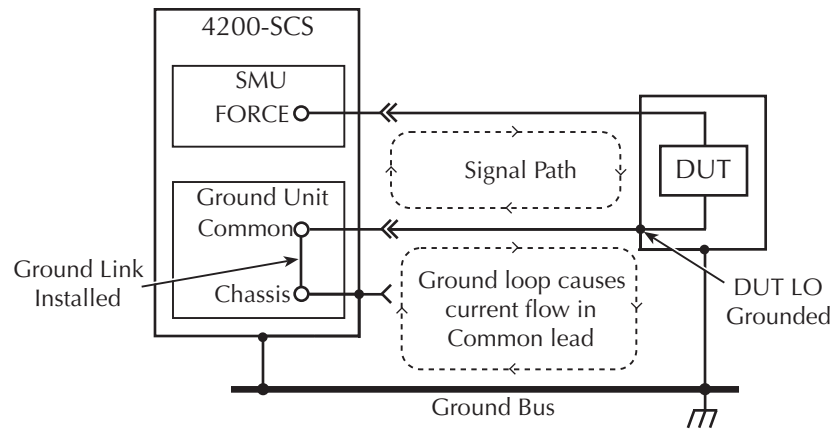 4200-SCS
SMU
FORCE
Signal Path
DUT
Ground Unit
Common
Ground Link
Installed
Chassis
Ground loop causes
current flow in
Common lead
DUT LO
Grounded
Ground Bus